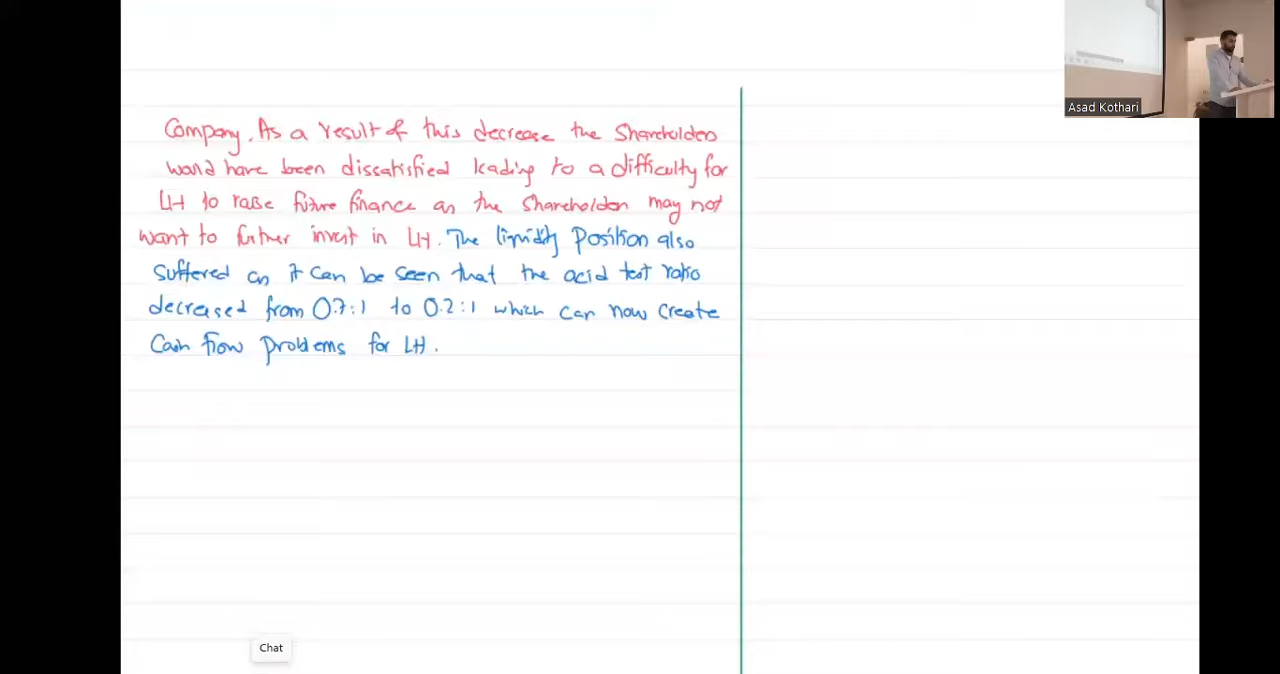 Company. As a result of this decrease the Shareholders
would have been dissatisfied leading to a difficulty for
LH to raise future finance as the Shareholders may not
want to further invest in LH. The liquidity Position also
Suffered as it can be seen that the acid test ratio
decreased from 0.7:1 to 0.2:1 which can now create
Cash flow problems for LH.
Asad Kothari
Chat